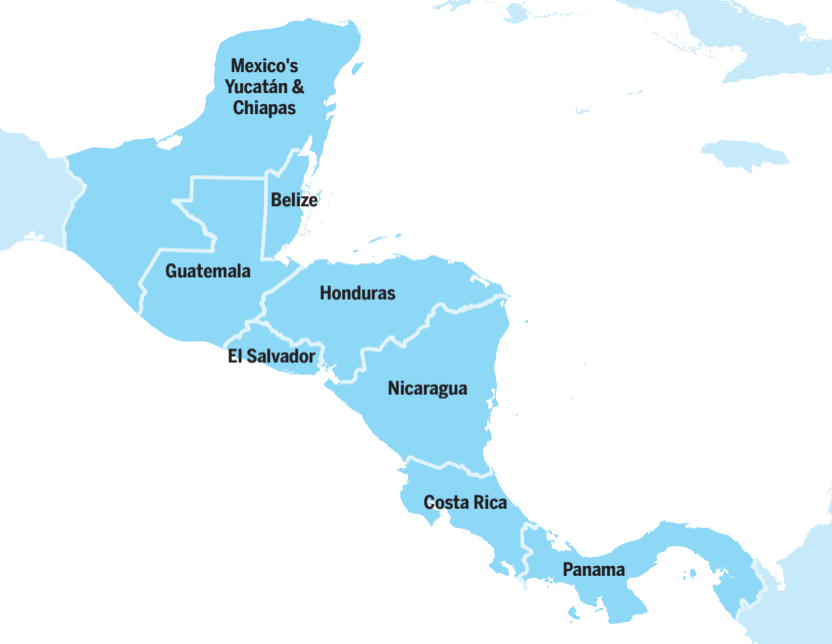 Mexico's
Yucatán &
Chiapas
Belize
Guatemala
Honduras
El Salvador
Nicaragua
Costa Rica
Panama